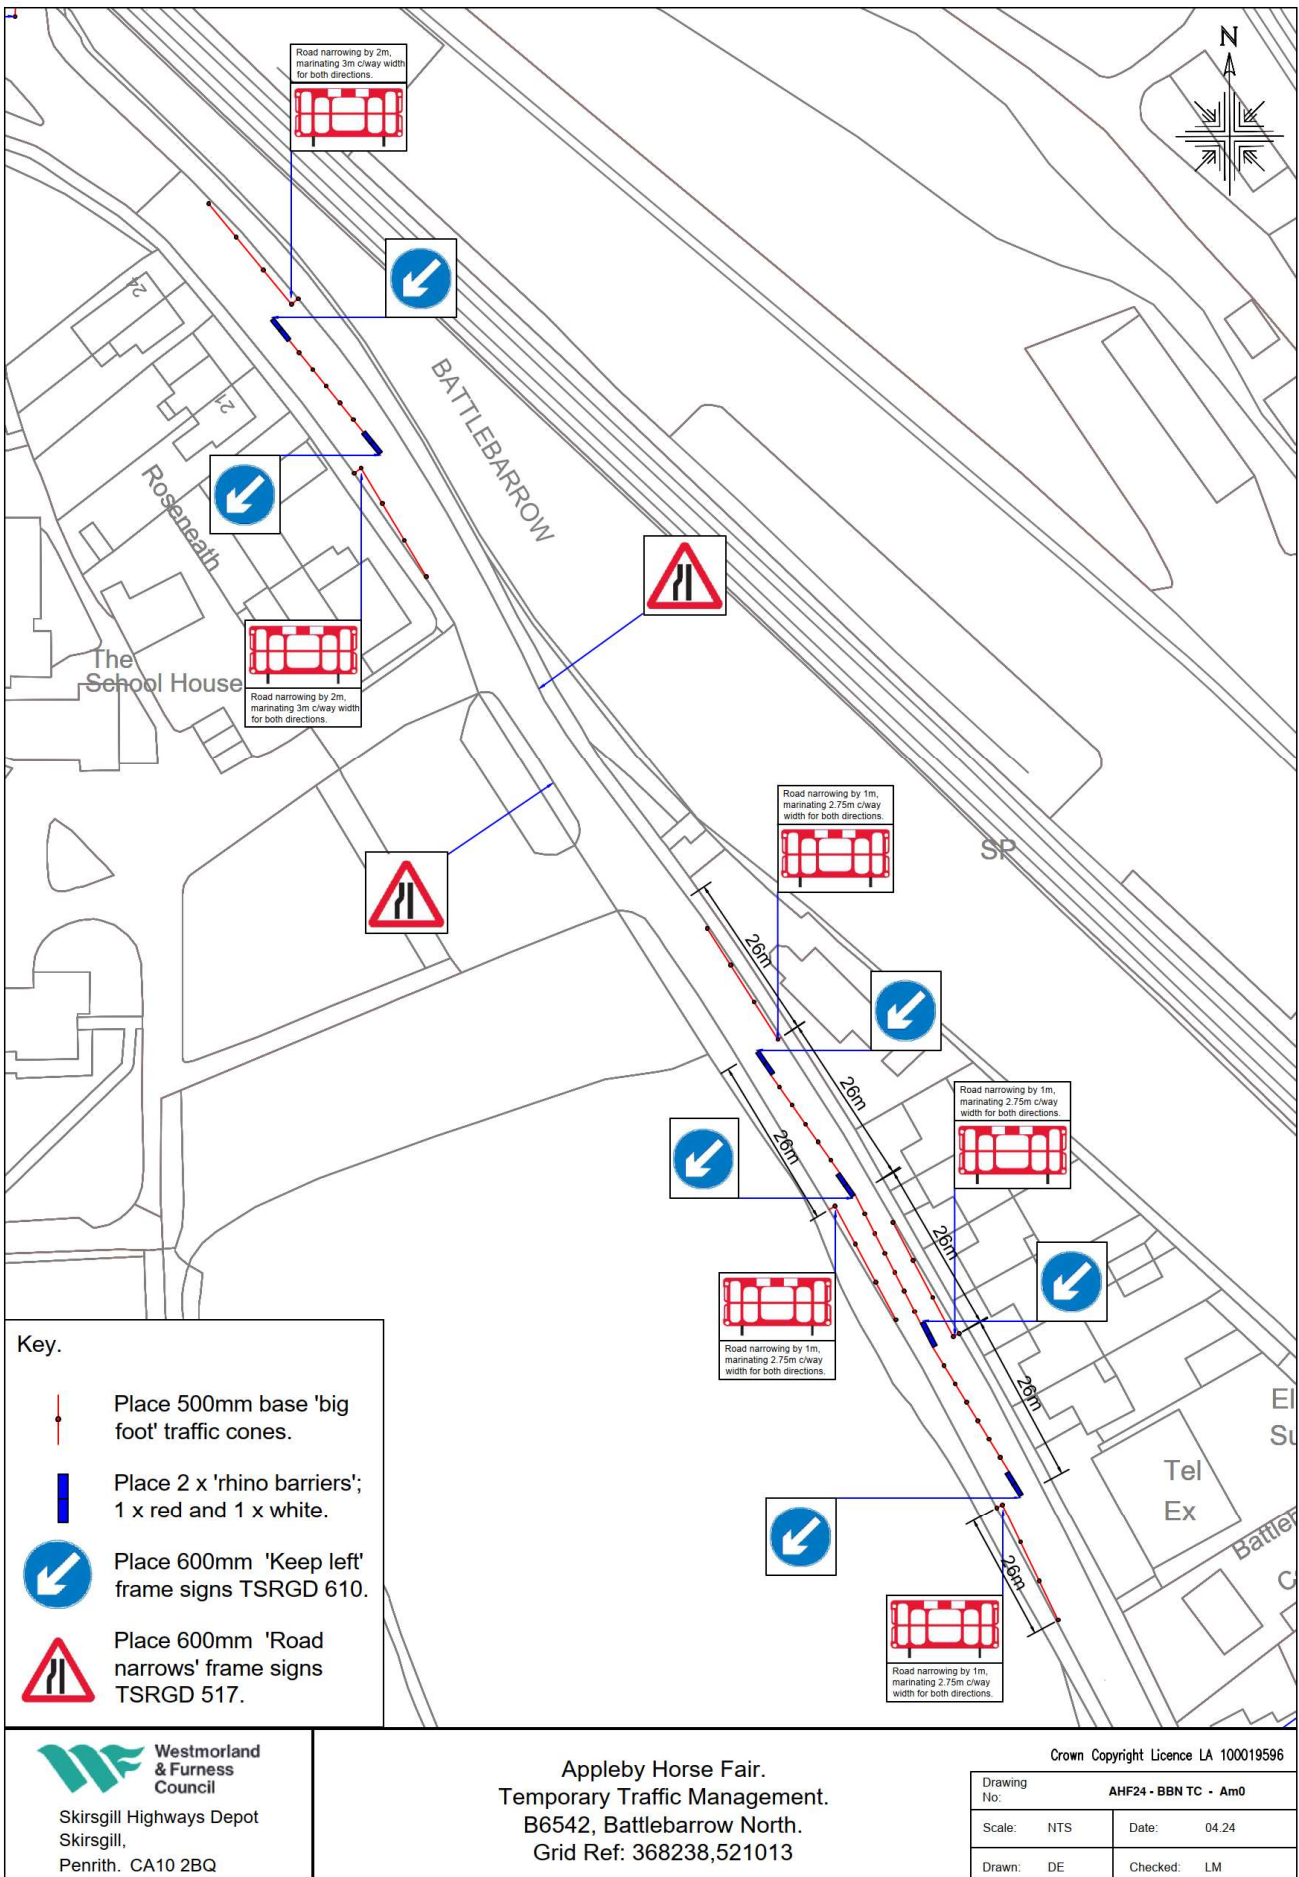 Road narrowing by 2m,
marinating 3m c/way width
for both directions.
N
24
21
BATTLEBARROW
Roseneath
The
School House
Road narrowing by 2m,
marinating 3m c/way width
for both directions.
Road narrowing by 1m,
marinating 2.75m c/way
width for both directions.
SP
26m
26m
26m
Road narrowing by 1m,
marinating 2.75m c/way
width for both directions.
26m
Road narrowing by 1m,
marinating 2.75m c/way
width for both directions.
26m
Tel
Ex
El
Su
Battler
C
26m
Road narrowing by 1m,
marinating 2.75m c/way
width for both directions.
Key.
Place 500mm base 'big
foot' traffic cones.
Place 2 x 'rhino barriers';
1 x red and 1 x white.
Place 600mm 'Keep left'
frame signs TSRGD 610.
Place 600mm 'Road
narrows' frame signs
TSRGD 517.
Westmorland
& Furness
Council
Skirsgill Highways Depot
Skirsgill,
Penrith. CA10 2BQ
Appleby Horse Fair.
Temporary Traffic Management.
B6542, Battlebarrow North.
Grid Ref: 368238,521013
Crown Copyright Licence LA 100019596
Drawing No: AHF24 - BBN TC - Am0
Scale: NTS Date: 04.24
Drawn: DE Checked: LM